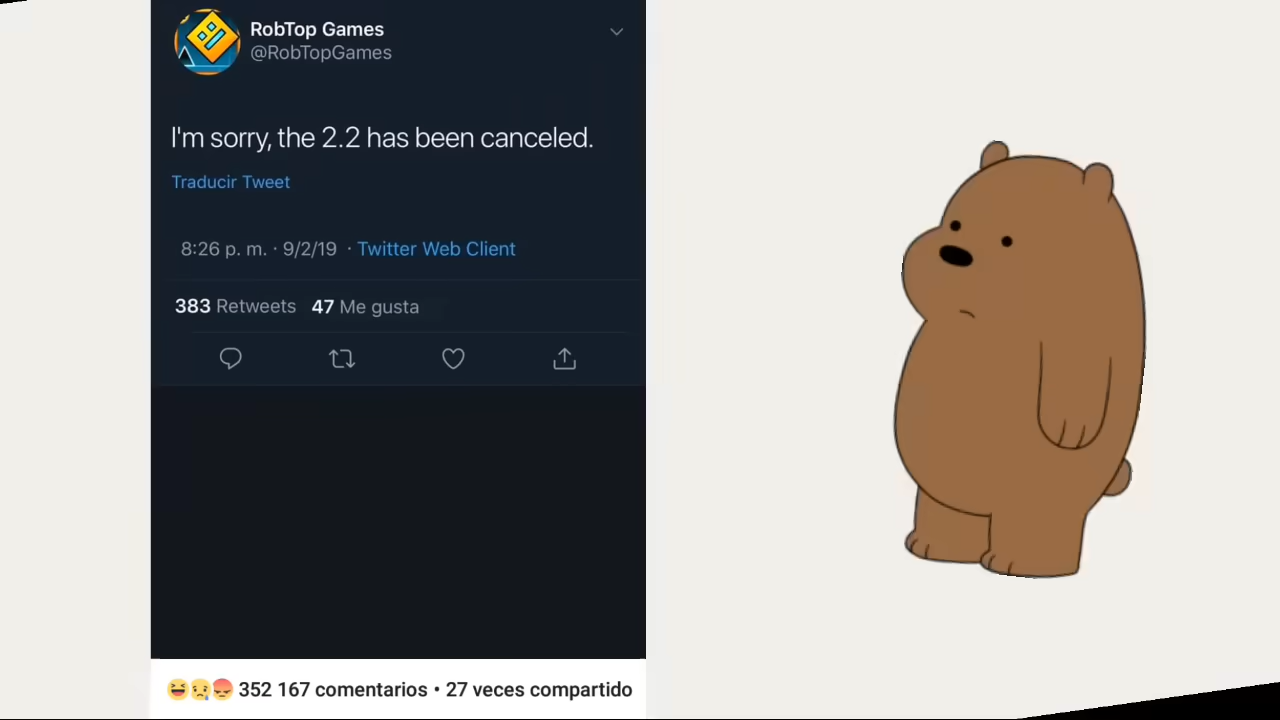 RobTop Games
@RobTopGames
I'm sorry, the 2.2 has been canceled.
Traducir Tweet
8:26 p. m. · 9/2/19 · Twitter Web Client
383 Retweets 47 Me gusta
😆😢😡 352 167 comentarios • 27 veces compartido